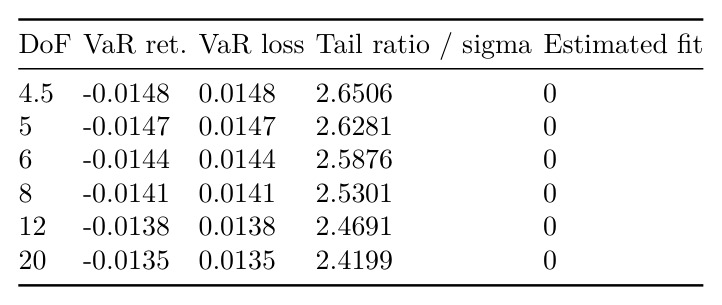 DoF VaR ret. VaR loss Tail ratio / sigma Estimated fit
4.5 -0.0148 0.0148 2.6506 0
5 -0.0147 0.0147 2.6281 0
6 -0.0144 0.0144 2.5876 0
8 -0.0141 0.0141 2.5301 0
12 -0.0138 0.0138 2.4691 0
20 -0.0135 0.0135 2.4199 0